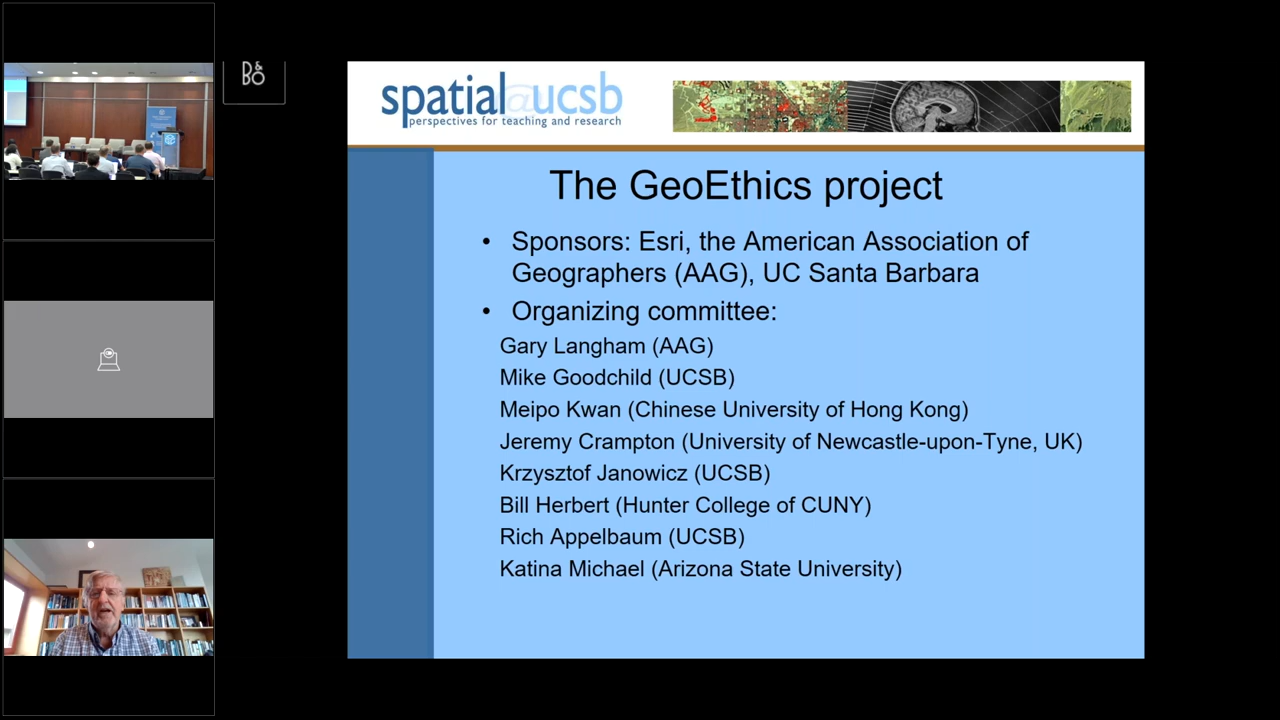 B&
BO
spatial@ucsb
perspectives for teaching and research
The GeoEthics project
• Sponsors: Esri, the American Association of
Geographers (AAG), UC Santa Barbara
• Organizing committee:
Gary Langham (AAG)
Mike Goodchild (UCSB)
Meipo Kwan (Chinese University of Hong Kong)
Jeremy Crampton (University of Newcastle-upon-Tyne, UK)
Krzysztof Janowicz (UCSB)
Bill Herbert (Hunter College of CUNY)
Rich Appelbaum (UCSB)
Katina Michael (Arizona State University)